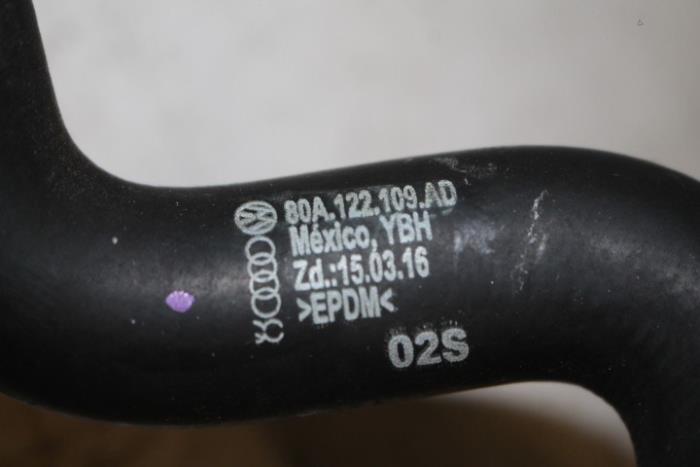 80A.122.109.AD
México, YBH
Zd.:15.03.16
>EPDM<
02S